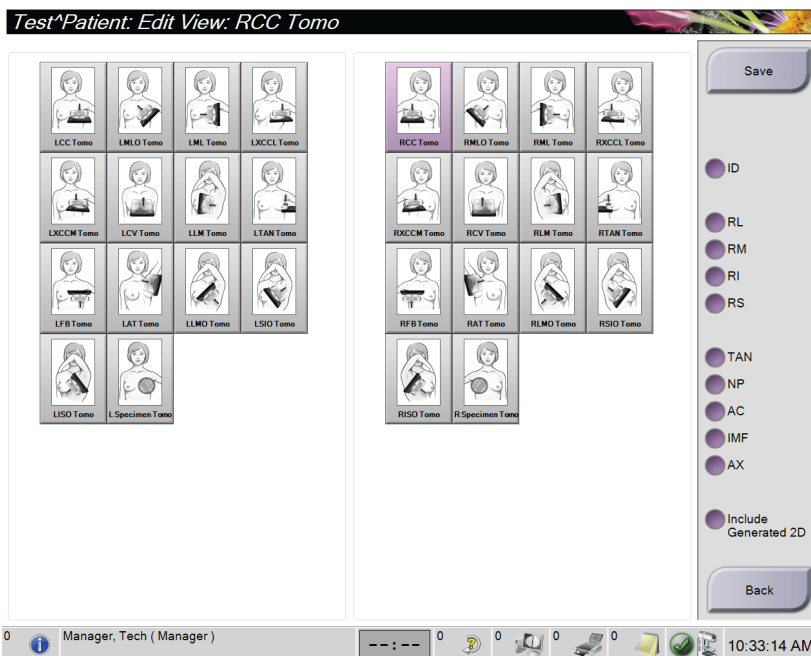 Test^Patient: Edit View: RCC Tomo
LCC Tomo LMLO Tomo LML Tomo LXCCL Tomo
LXCCM Tomo LCV Tomo LLM Tomo LTAN Tomo
LFB Tomo LAT Tomo LLMO Tomo LSIO Tomo
LISO Tomo L Specimen Tomo
RCC Tomo RMLO Tomo RML Tomo RXCCL Tomo
RXCCM Tomo RCV Tomo RLM Tomo RTAN Tomo
RFB Tomo RAT Tomo RLMO Tomo RSIO Tomo
RISO Tomo R Specimen Tomo
Save
ID
RL
RM
RI
RS
TAN
NP
AC
IMF
AX
Include
Generated 2D
Back
0 Manager, Tech ( Manager ) --:-- 0 0 0 0 10:33:14 AM